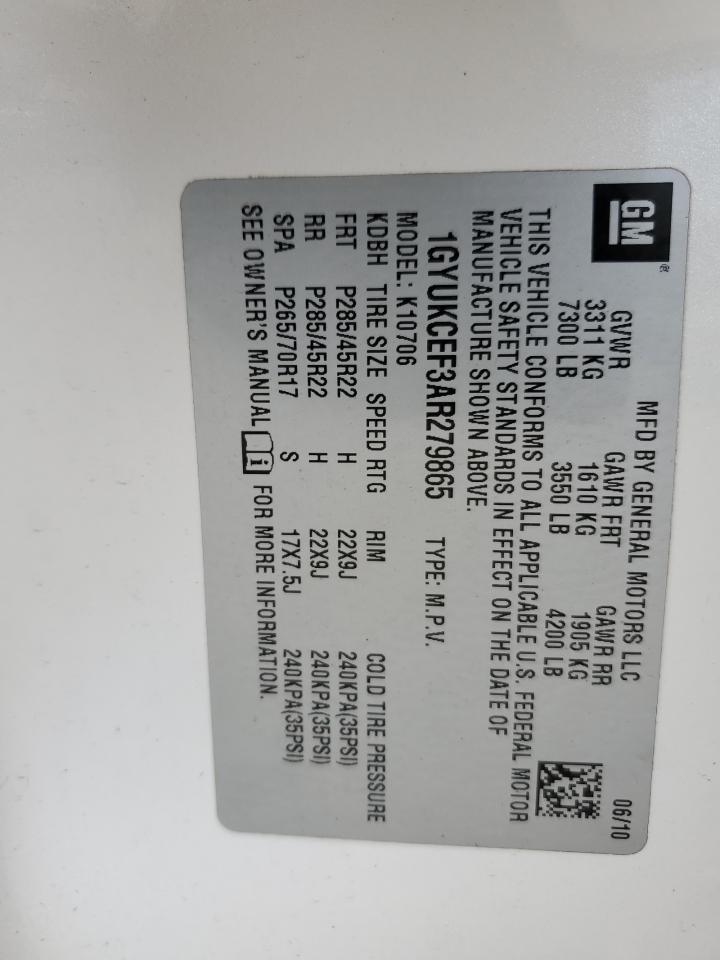 GM®
MFD BY GENERAL MOTORS LLC 06/10
GVWR GAWR FRT GAWR RR
3311 KG 1610 KG 1905 KG
7300 LB 3550 LB 4200 LB
THIS VEHICLE CONFORMS TO ALL APPLICABLE U.S. FEDERAL MOTOR
VEHICLE SAFETY STANDARDS IN EFFECT ON THE DATE OF
MANUFACTURE SHOWN ABOVE.
1GYUKCEF3AR279865 TYPE: M.P.V.
MODEL: K10706
KDBH TIRE SIZE SPEED RTG RIM COLD TIRE PRESSURE
FRT P285/45R22 H 22X9J 240KPA(35PSI)
RR P285/45R22 H 22X9J 240KPA(35PSI)
SPA P265/70R17 S 17X7.5J 240KPA(35PSI)
SEE OWNER'S MANUAL i FOR MORE INFORMATION.